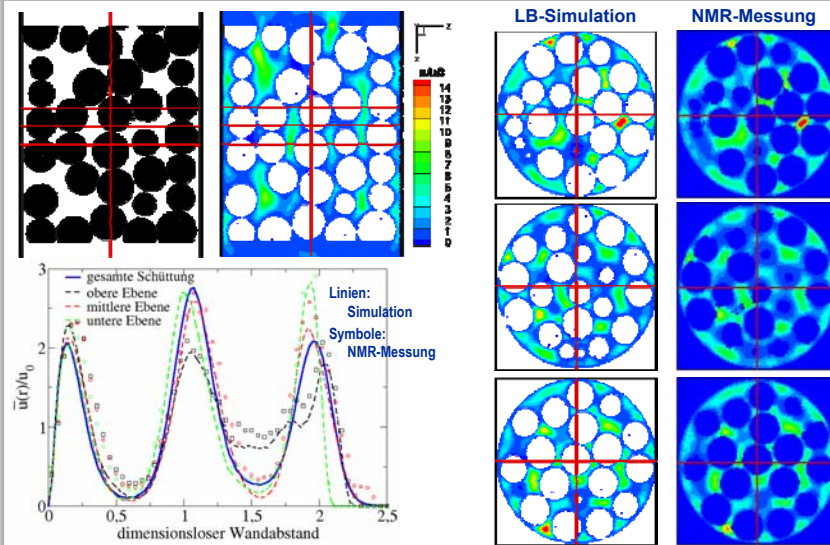 LB-Simulation
NMR-Messung
z
14
13
12
11
10
9
8
7
6
5
4
3
2
1
0
gesamte Schüttung
obere Ebene
mittlere Ebene
untere Ebene
Linien:
Simulation
Symbole:
NMR-Messung
ū(r)/u₀
3
2
1
0
0
0,5
1
1,5
2
2,5
dimensionsloser Wandabstand